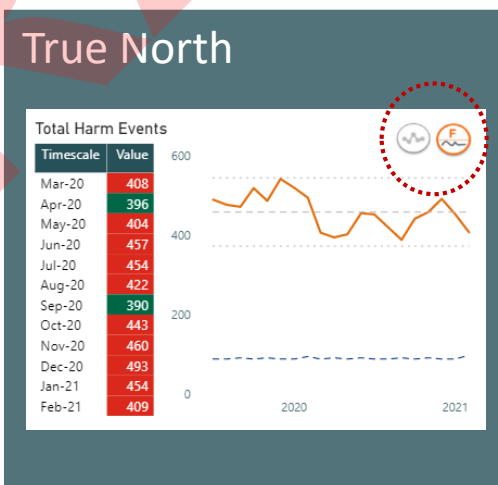 True North
Total Harm Events
F
Timescale Value
Mar-20 408
Apr-20 396
May-20 404
Jun-20 457
Jul-20 454
Aug-20 422
Sep-20 390
Oct-20 443
Nov-20 460
Dec-20 493
Jan-21 454
Feb-21 409
600
400
200
0
2020 2021